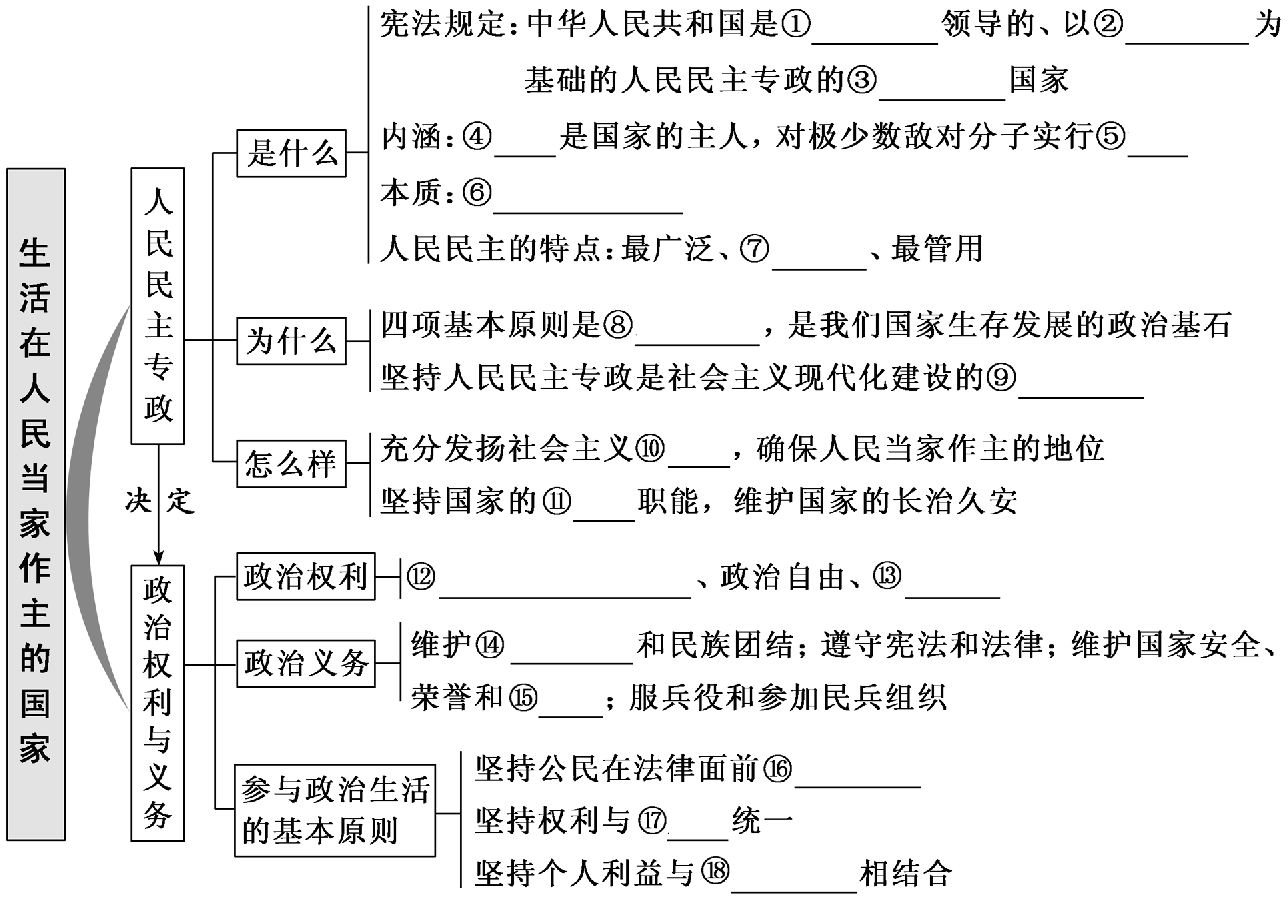 生活在人民当家作主的国家
人民民主专政
决定
政治权利与义务
是什么
宪法规定:中华人民共和国是①________领导的、以②________为
基础的人民民主专政的③________国家
内涵:④____是国家的主人,对极少数敌对分子实行⑤____
本质:⑥____________
人民民主的特点:最广泛、⑦______、最管用
为什么
四项基本原则是⑧________,是我们国家生存发展的政治基石
坚持人民民主专政是社会主义现代化建设的⑨________
怎么样
充分发扬社会主义⑩____,确保人民当家作主的地位
坚持国家的⑪____职能,维护国家的长治久安
政治权利
⑫________________、政治自由、⑬______
政治义务
维护⑭________和民族团结;遵守宪法和法律;维护国家安全、
荣誉和⑮____;服兵役和参加民兵组织
参与政治生活
的基本原则
坚持公民在法律面前⑯________
坚持权利与⑰____统一
坚持个人利益与⑱________相结合